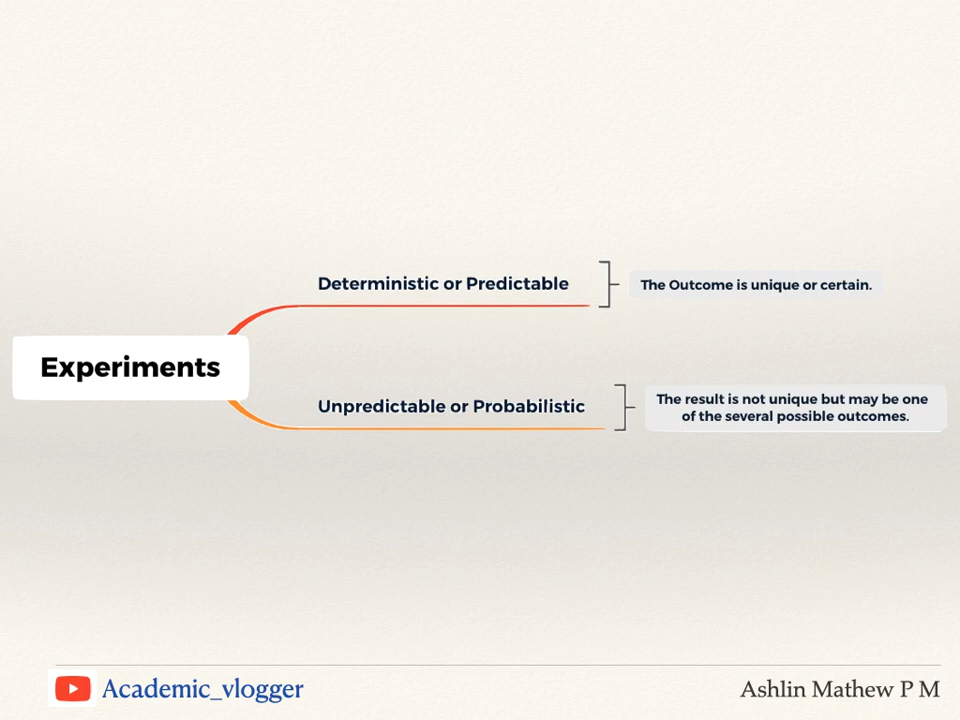 Deterministic or Predictable
The Outcome is unique or certain.
Experiments
Unpredictable or Probabilistic
The result is not unique but may be one
of the several possible outcomes.
Academic_vlogger
Ashlin Mathew P M